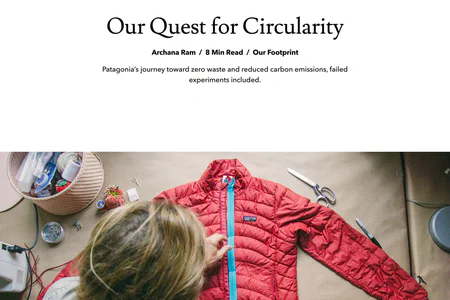 Our Quest for Circularity
Archana Ram / 8 Min Read / Our Footprint
Patagonia's journey toward zero waste and reduced carbon emissions, failed
experiments included.